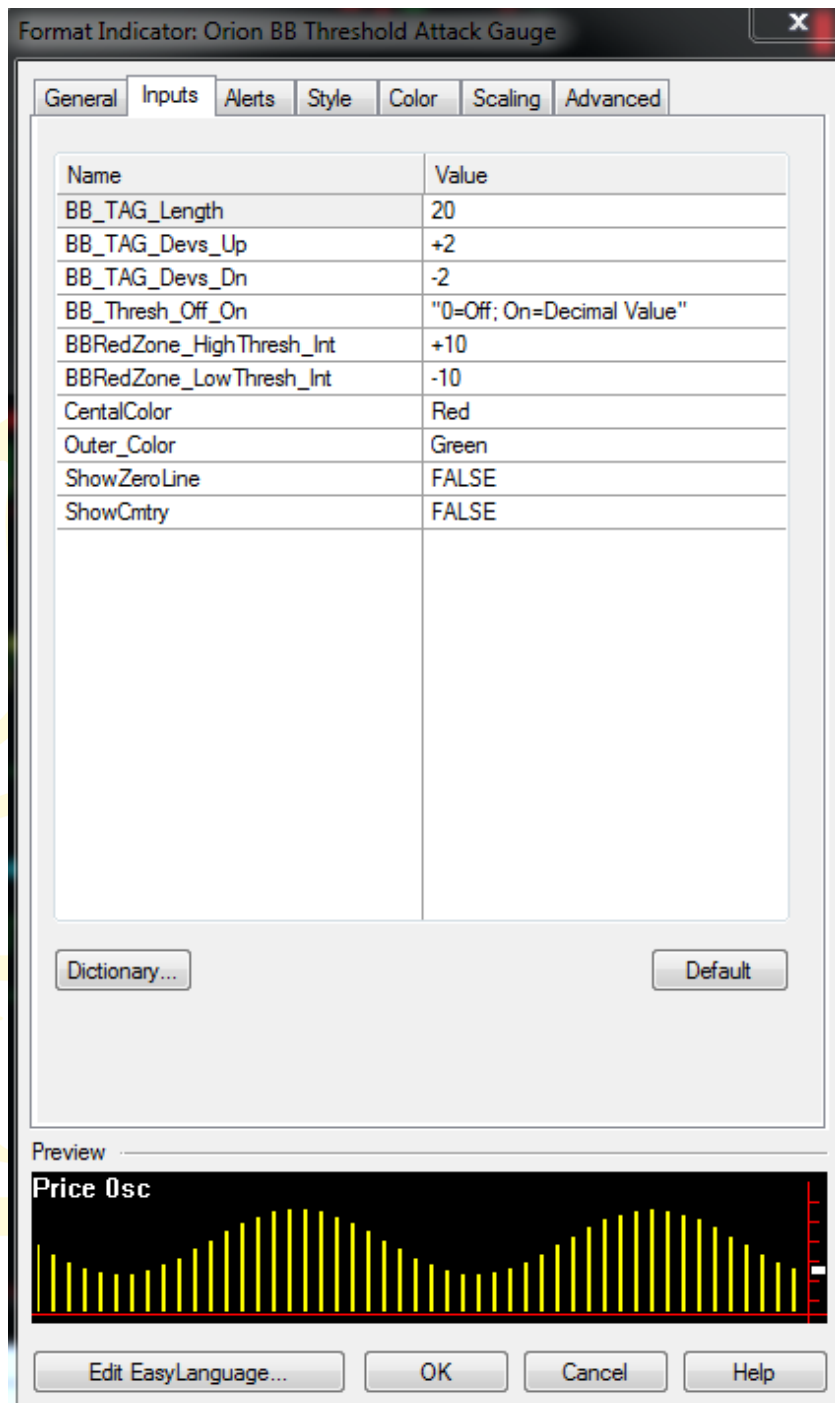 Format Indicator: Orion BB Threshold Attack Gauge
x
General Inputs Alerts Style Color Scaling Advanced
Name Value
BB_TAG_Length 20
BB_TAG_Devs_Up +2
BB_TAG_Devs_Dn -2
BB_Thresh_Off_On "0=Off; On=Decimal Value"
BBRedZone_HighThresh_Int +10
BBRedZone_LowThresh_Int -10
CentalColor Red
Outer_Color Green
ShowZeroLine FALSE
ShowCmtry FALSE
Dictionary... Default
Preview
Price Osc
Edit EasyLanguage... OK Cancel Help